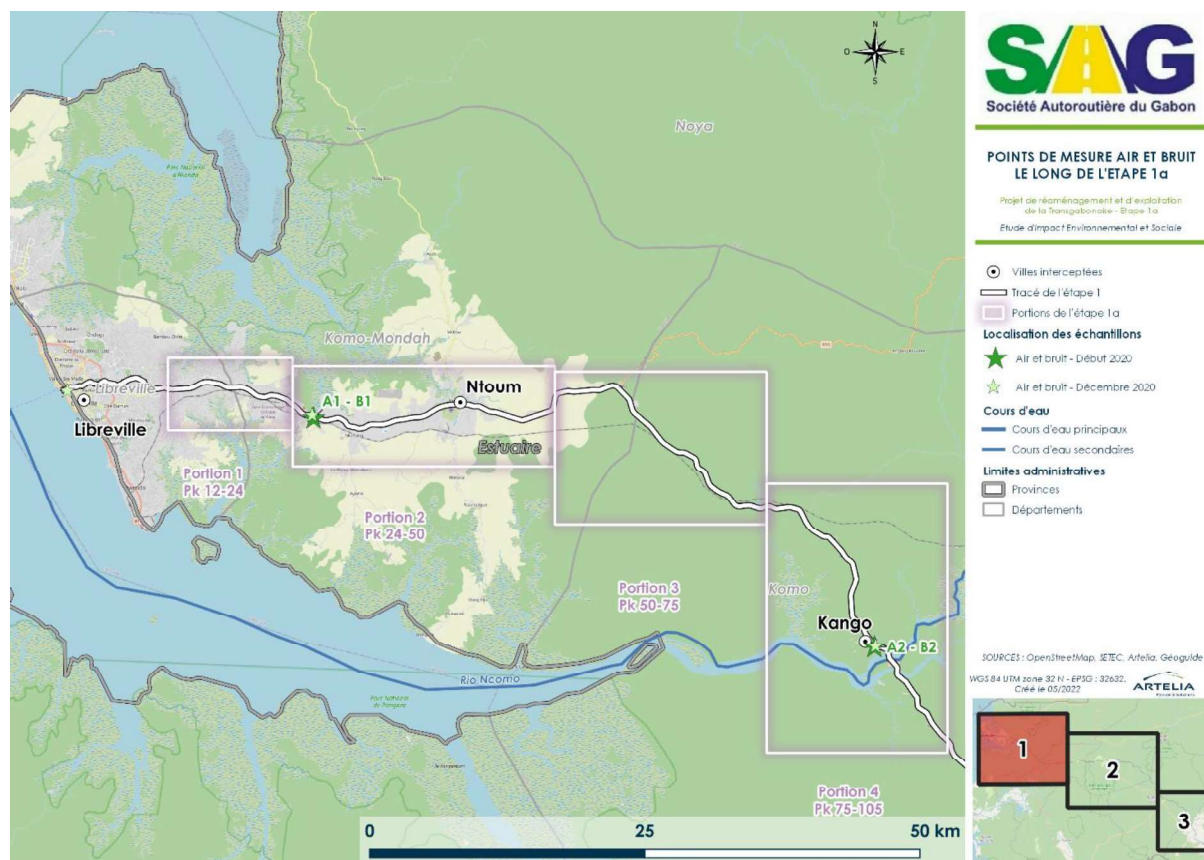 N
O
E
S
Noya
Komo-Mondah
Libreville
Libreville
A1 - B1
Ntoum
Estuaire
Portion 1
Pk 12-24
Portion 2
Pk 24-50
Portion 3
Pk 50-75
Komo
Kango
A2 - B2
Rio Ncomo
Portion 4
Pk 75-105
0
25
50 km
SAG
Société Autoroutière du Gabon
POINTS DE MESURE AIR ET BRUIT
LE LONG DE L'ETAPE 1a
Projet de réaménagement et d'exploitation
de la Transgabonaise - Etape 1a
Etude d'Impact Environnemental et Sociale
Villes interceptées
Tracé de l'étape 1
Portions de l'étape 1a
Localisation des échantillons
Air et bruit - Début 2020
Air et bruit - Décembre 2020
Cours d'eau
Cours d'eau principaux
Cours d'eau secondaires
Limites administratives
Provinces
Départements
SOURCES : OpenStreetMap, SETEC, Artelia, Géoguide
WGS 84 UTM zone 32 N - EPSG : 32632,
Créé le 05/2022
ARTELIA
1
2
3